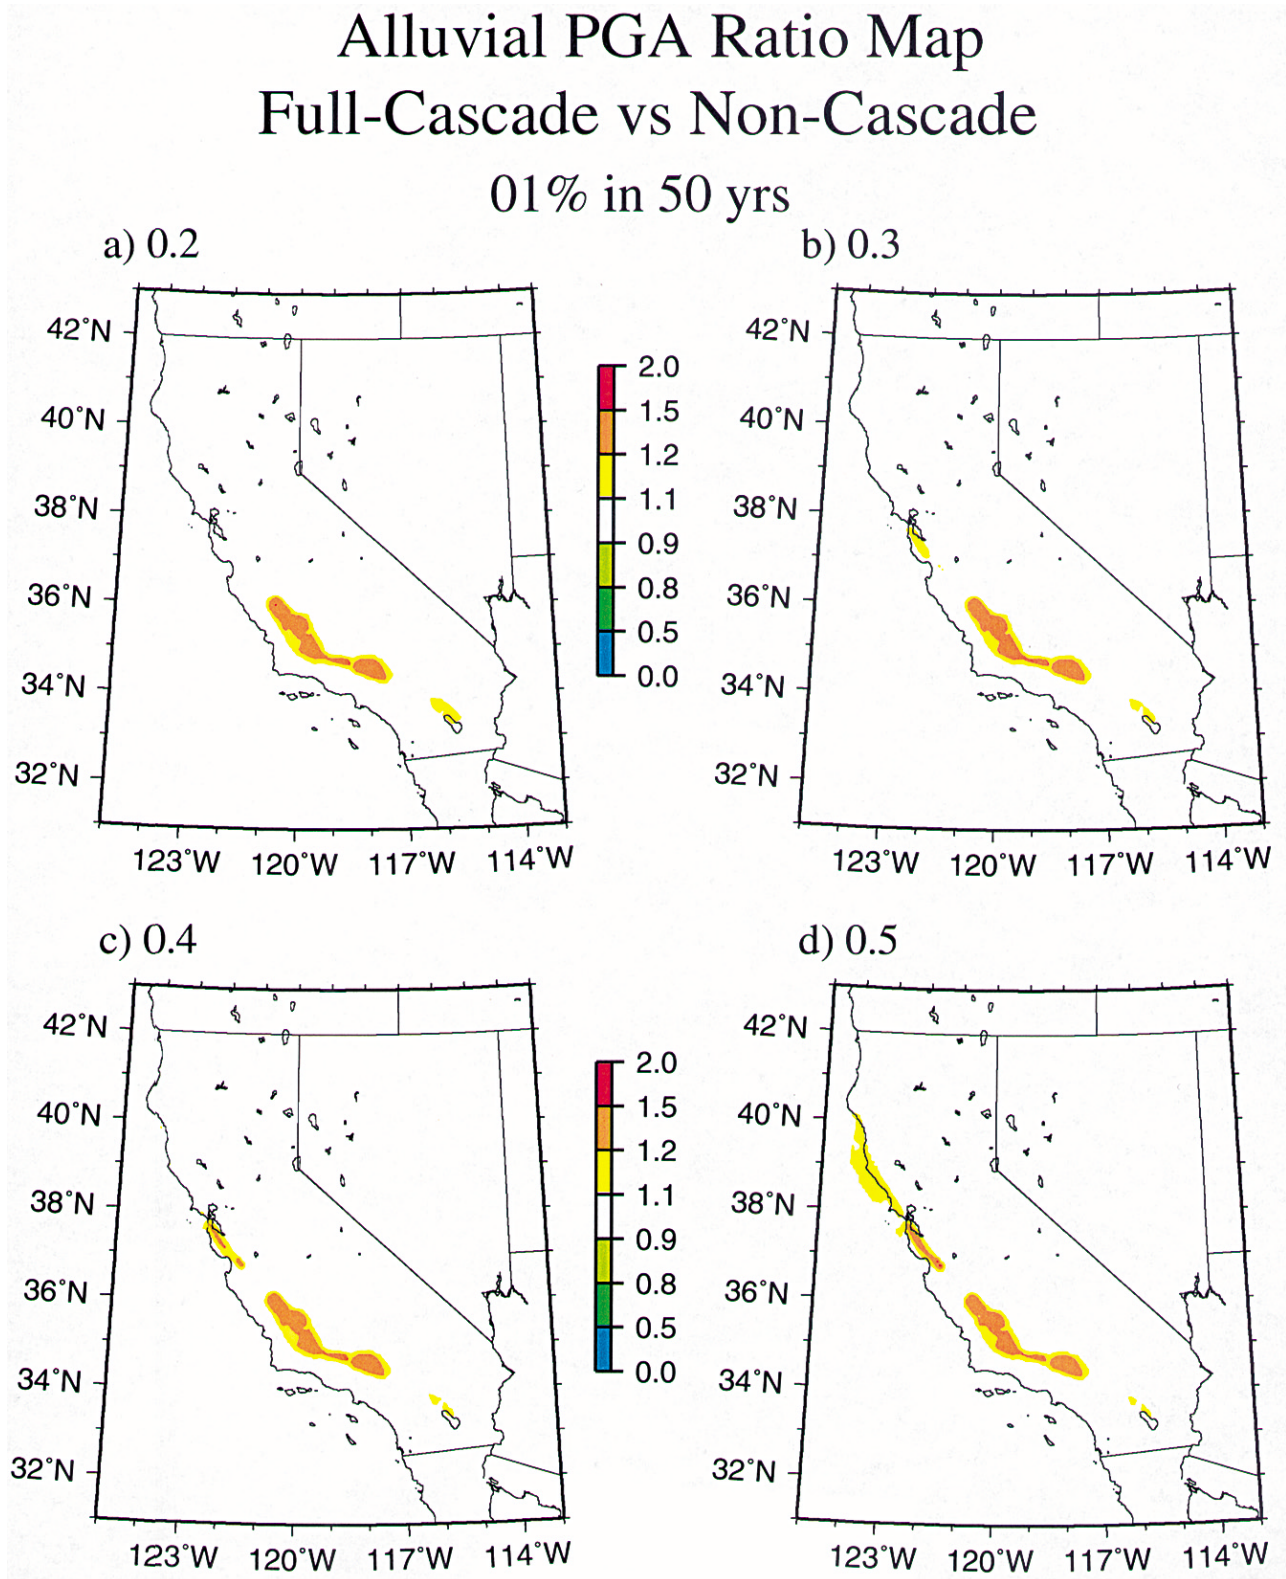 Alluvial PGA Ratio Map
Full-Cascade vs Non-Cascade
01% in 50 yrs
a) 0.2
42°N
40°N
38°N
36°N
34°N
32°N
123°W 120°W 117°W 114°W
2.0
1.5
1.2
1.1
0.9
0.8
0.5
0.0
b) 0.3
42°N
40°N
38°N
36°N
34°N
32°N
123°W 120°W 117°W 114°W
c) 0.4
42°N
40°N
38°N
36°N
34°N
32°N
123°W 120°W 117°W 114°W
2.0
1.5
1.2
1.1
0.9
0.8
0.5
0.0
d) 0.5
42°N
40°N
38°N
36°N
34°N
32°N
123°W 120°W 117°W 114°W